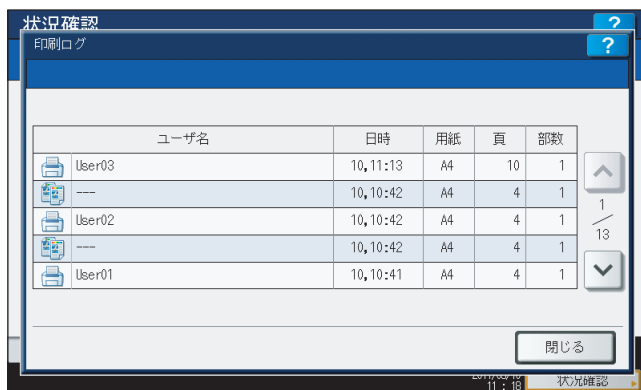 状況確認
?
印刷ログ
?
ユーザ名 日時 用紙 頁 部数
User03 10,11:13 A4 10 1
--- 10,10:42 A4 4 1
User02 10,10:42 A4 4 1
--- 10,10:42 A4 4 1
User01 10,10:41 A4 4 1
1
13
閉じる
11 : 18
状況確認